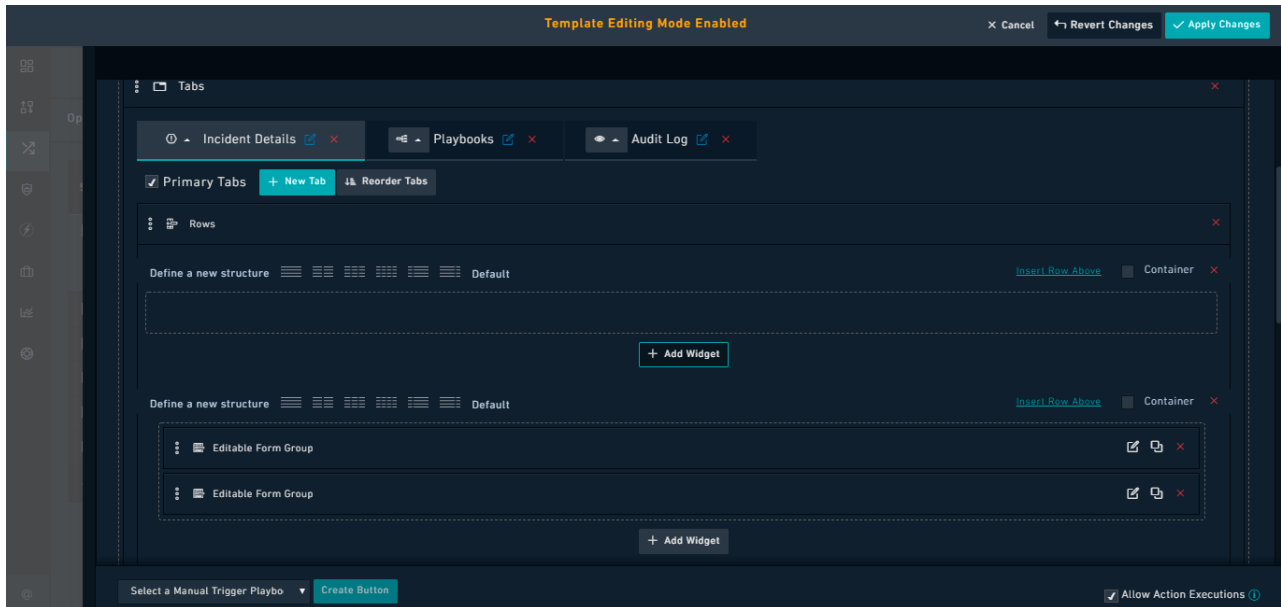 Template Editing Mode Enabled
Cancel
Revert Changes
Apply Changes
Tabs
Op
Incident Details
Playbooks
Audit Log
Primary Tabs
+ New Tab
Reorder Tabs
Rows
Define a new structure
Default
Insert Row Above
Container
+ Add Widget
Define a new structure
Default
Insert Row Above
Container
Editable Form Group
Editable Form Group
+ Add Widget
Select a Manual Trigger Playbo
Create Button
Allow Action Executions